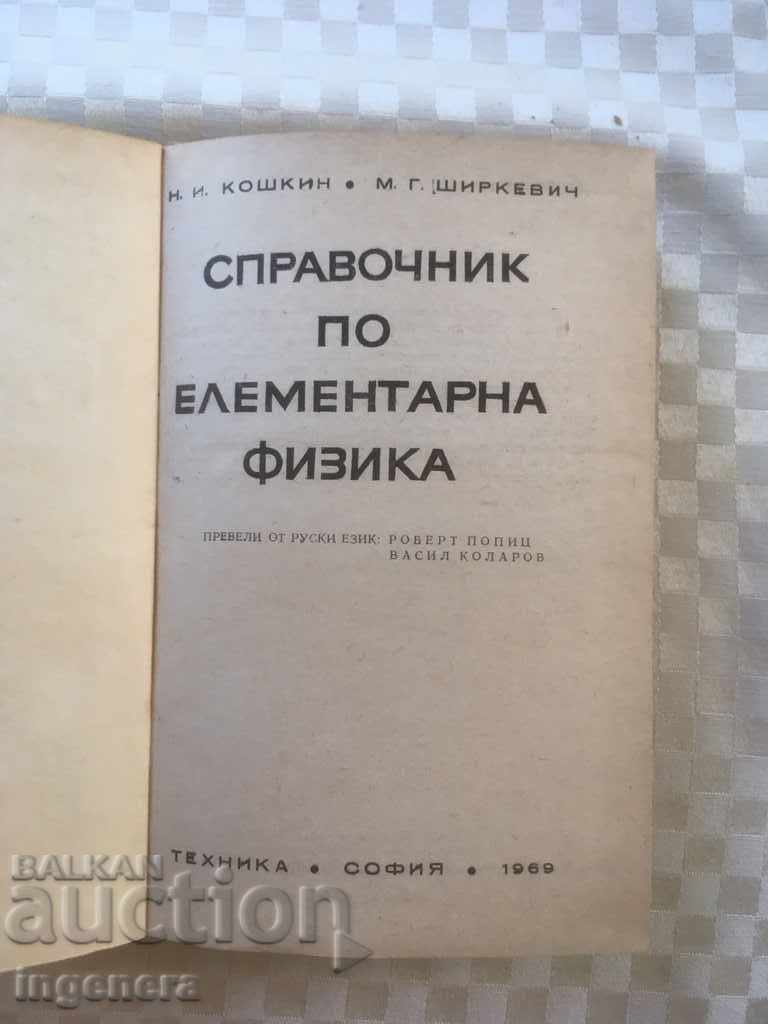 Н. И. КОШКИН • М. Г. ШИРКЕВИЧ
СПРАВОЧНИК
ПО
ЕЛЕМЕНТАРНА
ФИЗИКА
ПРЕВЕЛИ ОТ РУСКИ ЕЗИК: РОБЕРТ ПОПИЦ
ВАСИЛ КОЛАРОВ
ТЕХНИКА • СОФИЯ • 1969
BALKAN
auction
ingenera